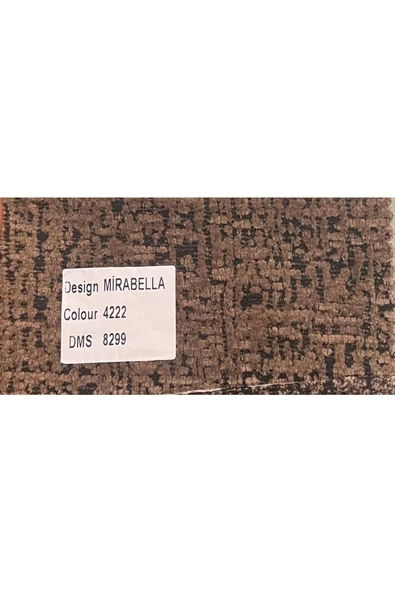 Design MİRABELLA
Colour 4222
DMS 8299